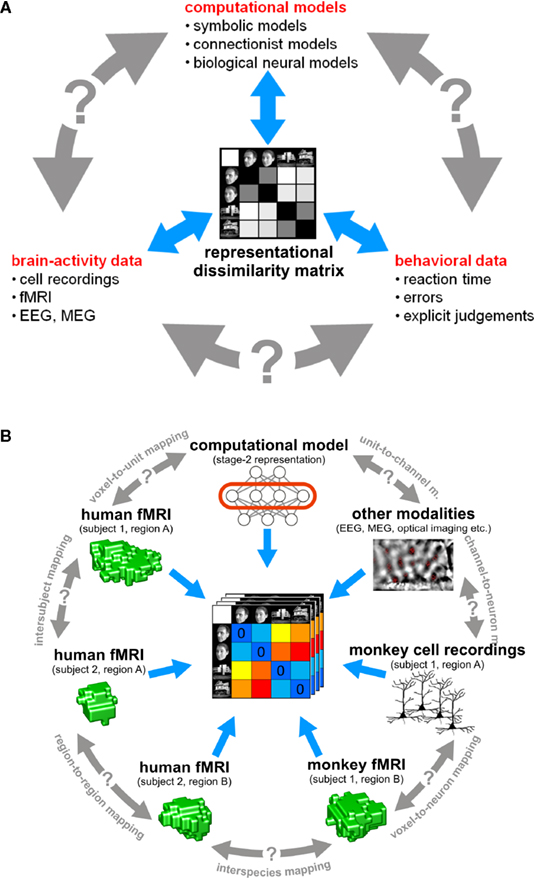 A
computational models
• symbolic models
• connectionist models
• biological neural models
?
?
representational
dissimilarity matrix
brain-activity data
• cell recordings
• fMRI
• EEG, MEG
behavioral data
• reaction time
• errors
• explicit judgements
?
B
voxel-to-unit mapping
?
computational model
(stage-2 representation)
unit-to-channel m.
?
human fMRI
(subject 1, region A)
other modalities
(EEG, MEG, optical imaging etc.)
intersubject mapping
?
channel-to-neuron m.
?
0
0
0
0
human fMRI
(subject 2, region A)
monkey cell recordings
(subject 1, region A)
region-to-region mapping
?
human fMRI
(subject 2, region B)
monkey fMRI
(subject 1, region B)
voxel-to-neuron mapping
?
?
interspecies mapping